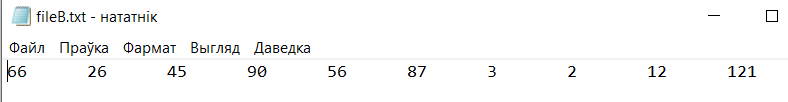 fileB.txt - нататнік
Файл Праўка Фармат Выгляд Даведка
66 26 45 90 56 87 3 2 12 121